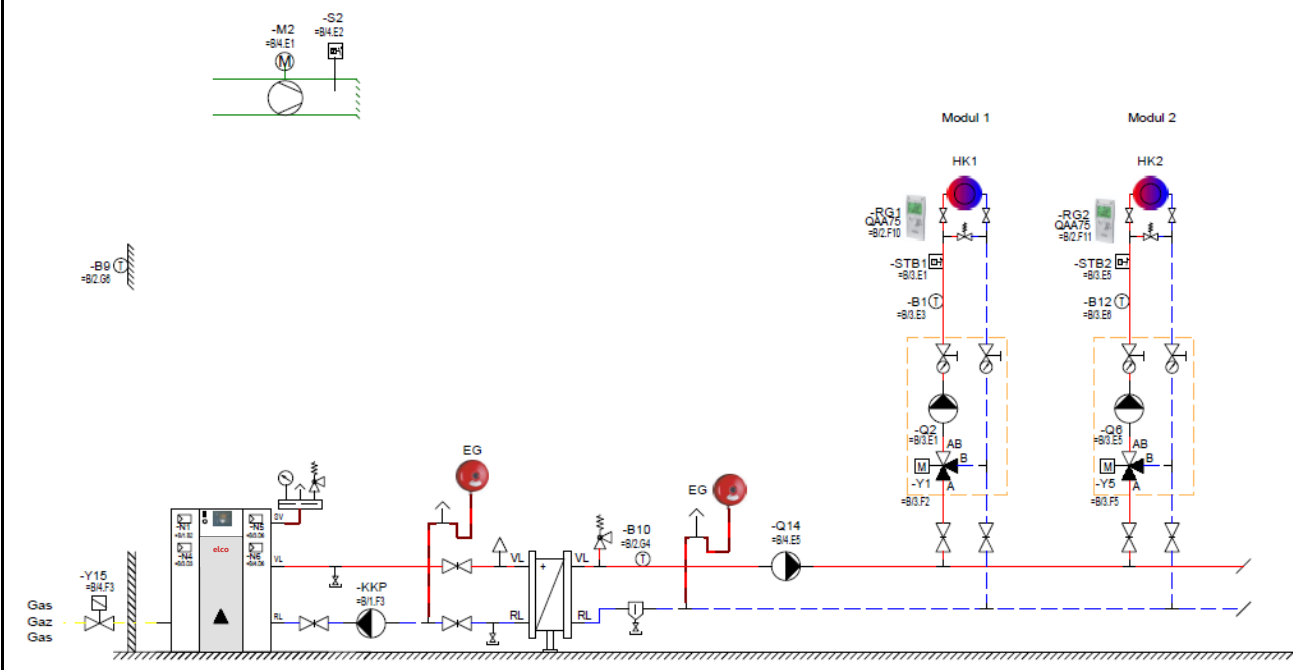 -S2
=B/4.E2
-M2
=B/4.E1
M
Modul 1
Modul 2
HK1
HK2
-RG1
QAA75
=B/2.F10
-RG2
QAA75
=B/2.F11
-B9
T
=B/2.G6
-STB1
=B/3.E1
-STB2
=B/3.E5
-B1
T
=B/3.E3
-B12
T
=B/3.E6
-Q2
=B/3.E1
AB
B
M
A
-Y1
=B/3.F2
-Q6
=B/3.E5
AB
B
M
A
-Y5
=B/3.F5
EG
EG
-N1
-N5
SV
elco
-N4
-N6
VL
RL
-Y15
=B/4.F3
Gas
Gaz
Gas
-KKP
=B/1.F3
VL
+
VL
RL
RL
-B10
=B/2.G4
T
-Q14
=B/4.E5